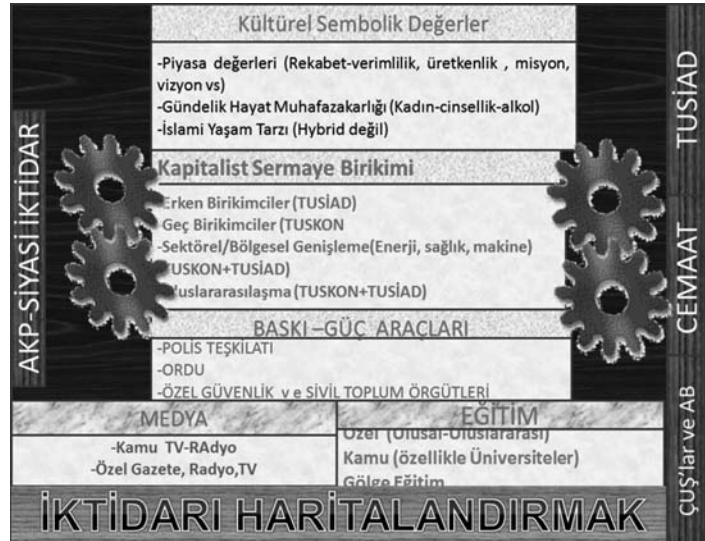 Kültürel Sembolik Değerler
-Piyasa değerleri (Rekabet-verimlilik, üretkenlik , misyon,
vizyon vs)
-Gündelik Hayat Muhafazakarlığı (Kadın-cinsellik-alkol)
-İslami Yaşam Tarzı (Hybrid değil)
Kapitalist Sermaye Birikimi
Erken Birikimciler (TUSİAD)
Geç Birikimciler (TUSKON
-Sektörel/Bölgesel Genişleme(Enerji, sağlık, makine)
TUSKON+TUSİAD)
Uluslararasılaşma (TUSKON+TUSİAD)
BASKI –GÜÇ ARAÇLARI
-POLİS TEŞKİLATI
-ORDU
-ÖZEL GÜVENLİK v e SİVİL TOPLUM ÖRGÜTLERİ
MEDYA
-Kamu TV-RAdyo
-Özel Gazete, Radyo,TV
EĞİTİM
Özel (Ulusal-Uluslararası)
Kamu (özellikle Üniversiteler)
Gölge Eğitim
AKP-SİYASİ İKTİDAR
TUSİAD
CEMAAT
ÇUŞ'lar ve AB
İKTİDARI HARİTALANDIRMAK